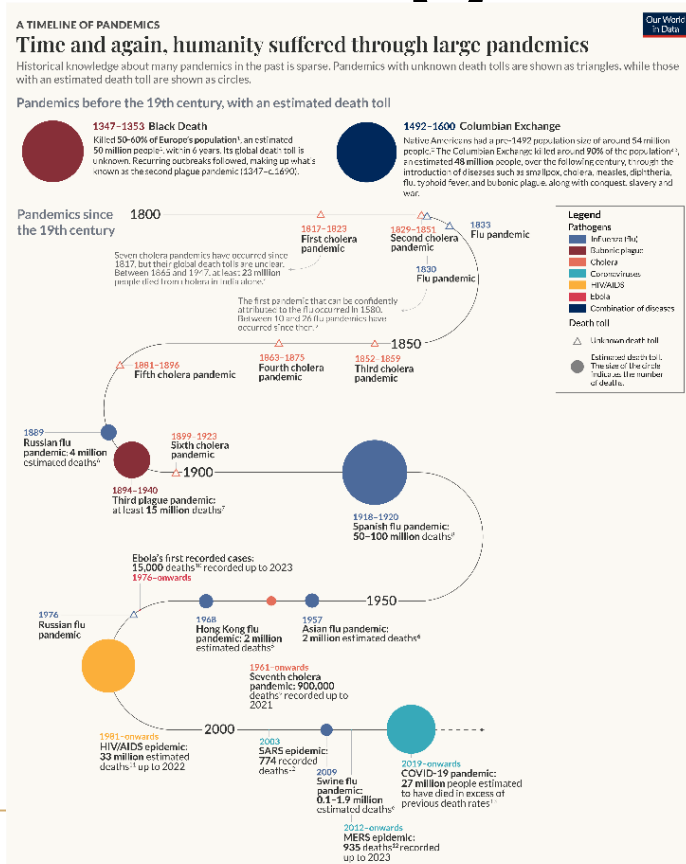 A TIMELINE OF PANDEMICS
Our World
in Data
Time and again, humanity suffered through large pandemics
Historical knowledge about many pandemics in the past is sparse. Pandemics with unknown death tolls are shown as triangles, while those
with an estimated death toll are shown as circles.
Pandemics before the 19th century, with an estimated death toll
1347–1353 Black Death
Killed 50-60% of Europe's population¹, an estimated
50 million people², within 6 years. Its global death toll is
unknown. Recurring outbreaks followed, making up what's
known as the second plague pandemic (1347–c.1690).
1492–1600 Columbian Exchange
Native Americans had a pre-1492 population size of around 54 million
people. The Columbian Exchange killed around 90% of the population
an estimated 48 million people, over the following century, through the
introduction of diseases such as smallpox, cholera, measles, diphtheria,
flu, typhoid fever, and bubonic plague, along with conquest, slavery and
war.
Pandemics since
the 19th century
1800
1817–1823
First cholera
pandemic
1829–1851
Second cholera
pandemic
1833
Flu pandemic
1830
Flu pandemic
Seven cholera pandemics have occurred since
1817, but their global death tolls are unclear.
Between 1865 and 1947, at least 23 million
people died from cholera in India alone.
The first pandemic that can be confidently
attributed to the flu occurred in 1580.
Between 10 and 26 flu pandemics have
occurred since then.
Legend
Pathogens
Influenza (flu)
Bubonic plague
Cholera
Coronaviruses
HIV/AIDS
Ebola
Combination of diseases
Death toll
Unknown death toll
Estimated death toll.
The size of the circle
indicates the number
of deaths.
1850
1852–1859
Third cholera
pandemic
1863–1875
Fourth cholera
pandemic
1881–1896
Fifth cholera pandemic
1889
Russian flu
pandemic: 4 million
estimated deaths⁶
1894–1940
Third plague pandemic:
at least 15 million deaths⁷
1899–1923
Sixth cholera
pandemic
1900
1918–1920
Spanish flu pandemic:
50–100 million deaths
1950
1957
Asian flu pandemic:
2 million estimated deaths
1961–onwards
Seventh cholera
pandemic: 900,000
deaths recorded up to
2021
1968
Hong Kong flu
pandemic: 2 million
estimated deaths
Ebola's first recorded cases:
15,000 deaths¹⁰ recorded up to 2023
1976–onwards
1976
Russian flu
pandemic
1981–onwards
HIV/AIDS epidemic:
33 million estimated
deaths¹¹ up to 2022
2000
2003
SARS epidemic:
774 recorded
deaths¹²
2009
Swine flu
pandemic:
0.1–1.9 million
estimated deaths
2012–onwards
MERS epidemic:
935 deaths¹² recorded
up to 2023
2019–onwards
COVID-19 pandemic:
27 million people estimated
to have died in excess of
previous death rates